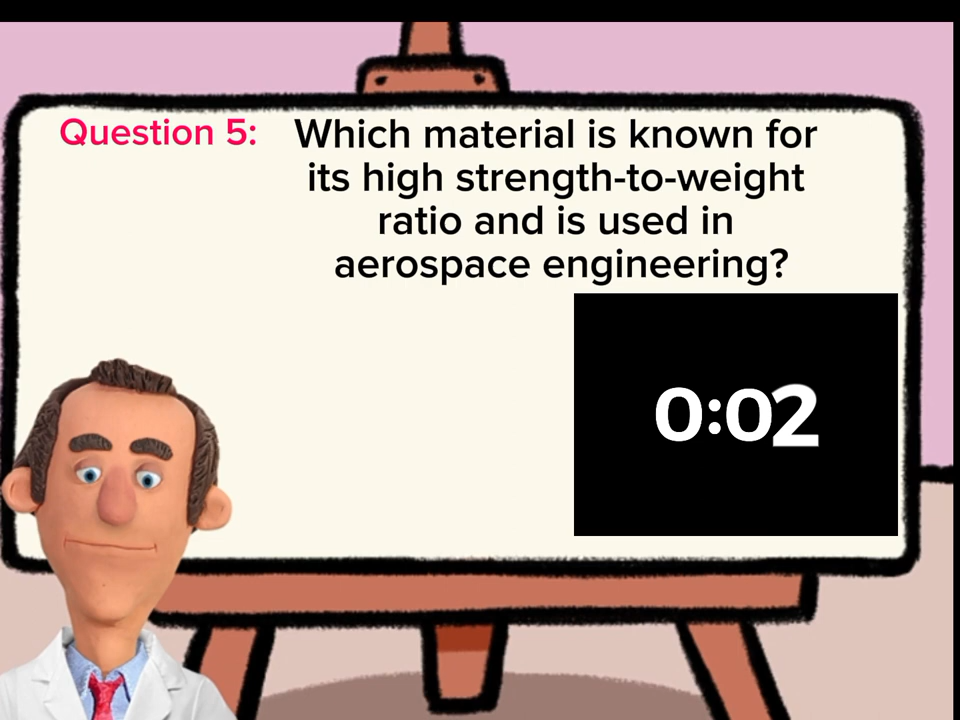 Question 5:
Which material is known for
its high strength-to-weight
ratio and is used in
aerospace engineering?
0:02